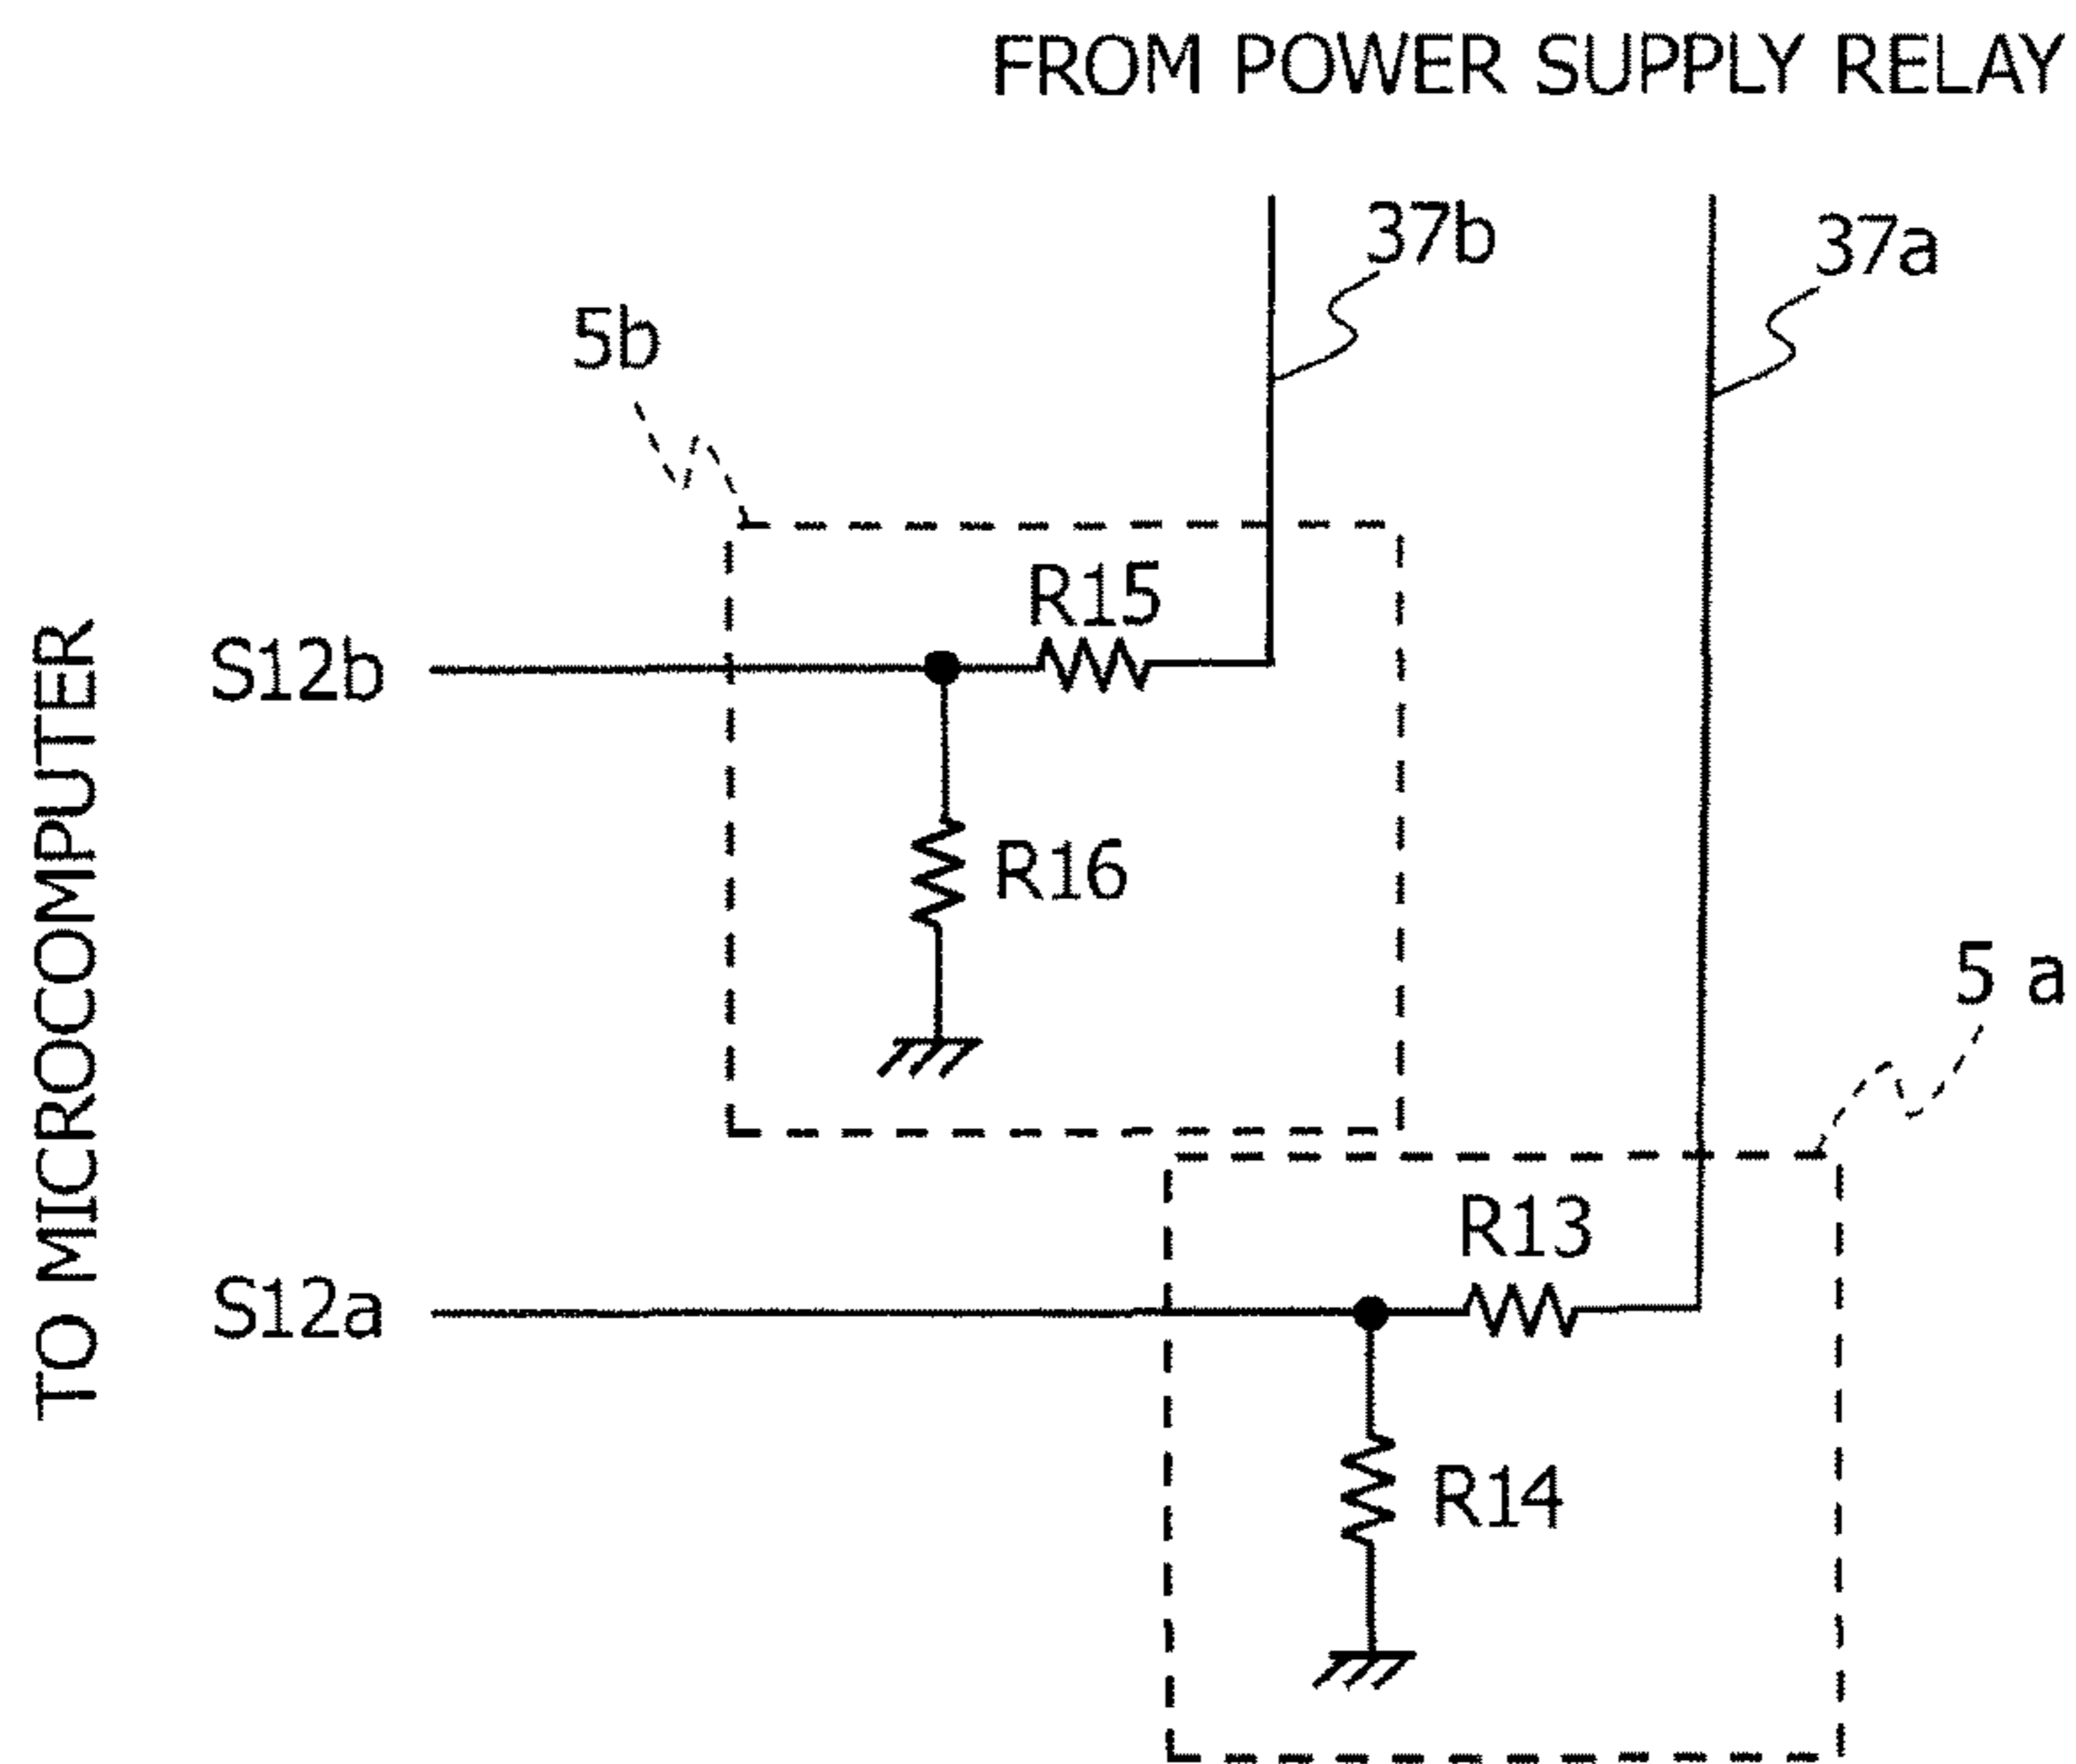 FROM POWER SUPPLY RELAY
37b
37a
5b
R15
S12b
R16
5 a
R13
S12a
R14
TO MICROCOMPUTER